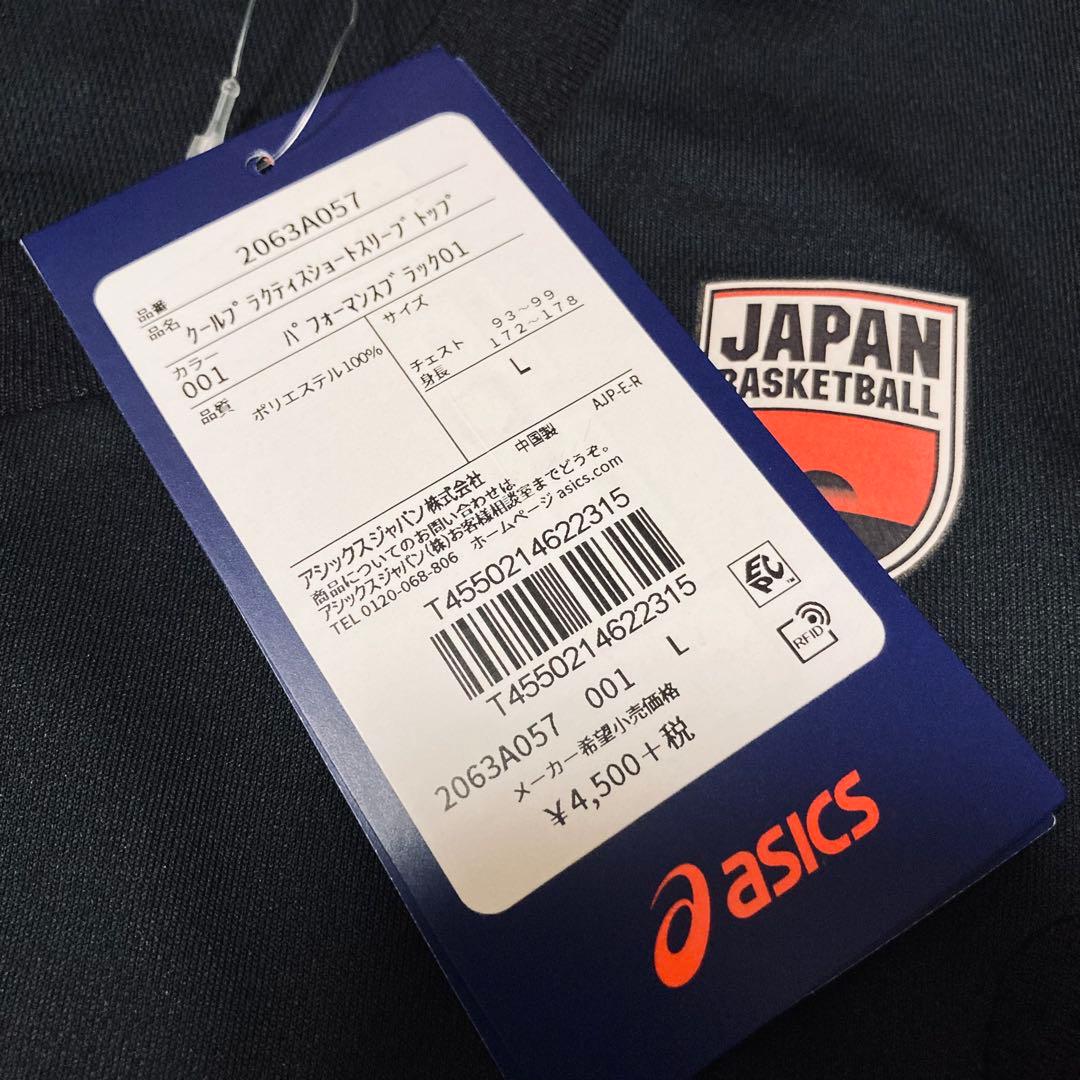 品番 2063A057
品名 クールプラクティスショートスリーブトップ
カラー
001 パフォーマンスブラック01
品質 ポリエステル100%
サイズ
チェスト 93～99
身長 172～178
L
中国製 AJP-E-R
アシックスジャパン株式会社
商品についてのお問い合わせは
アシックスジャパン(株)お客様相談室までどうぞ。
TEL 0120-068-806 ホームページ asics.com
T4550214622315
T4550214622315
2063A057 001 L
メーカー希望小売価格
¥4,500+税
EPC™
RFID
asics
JAPAN
BASKETBALL